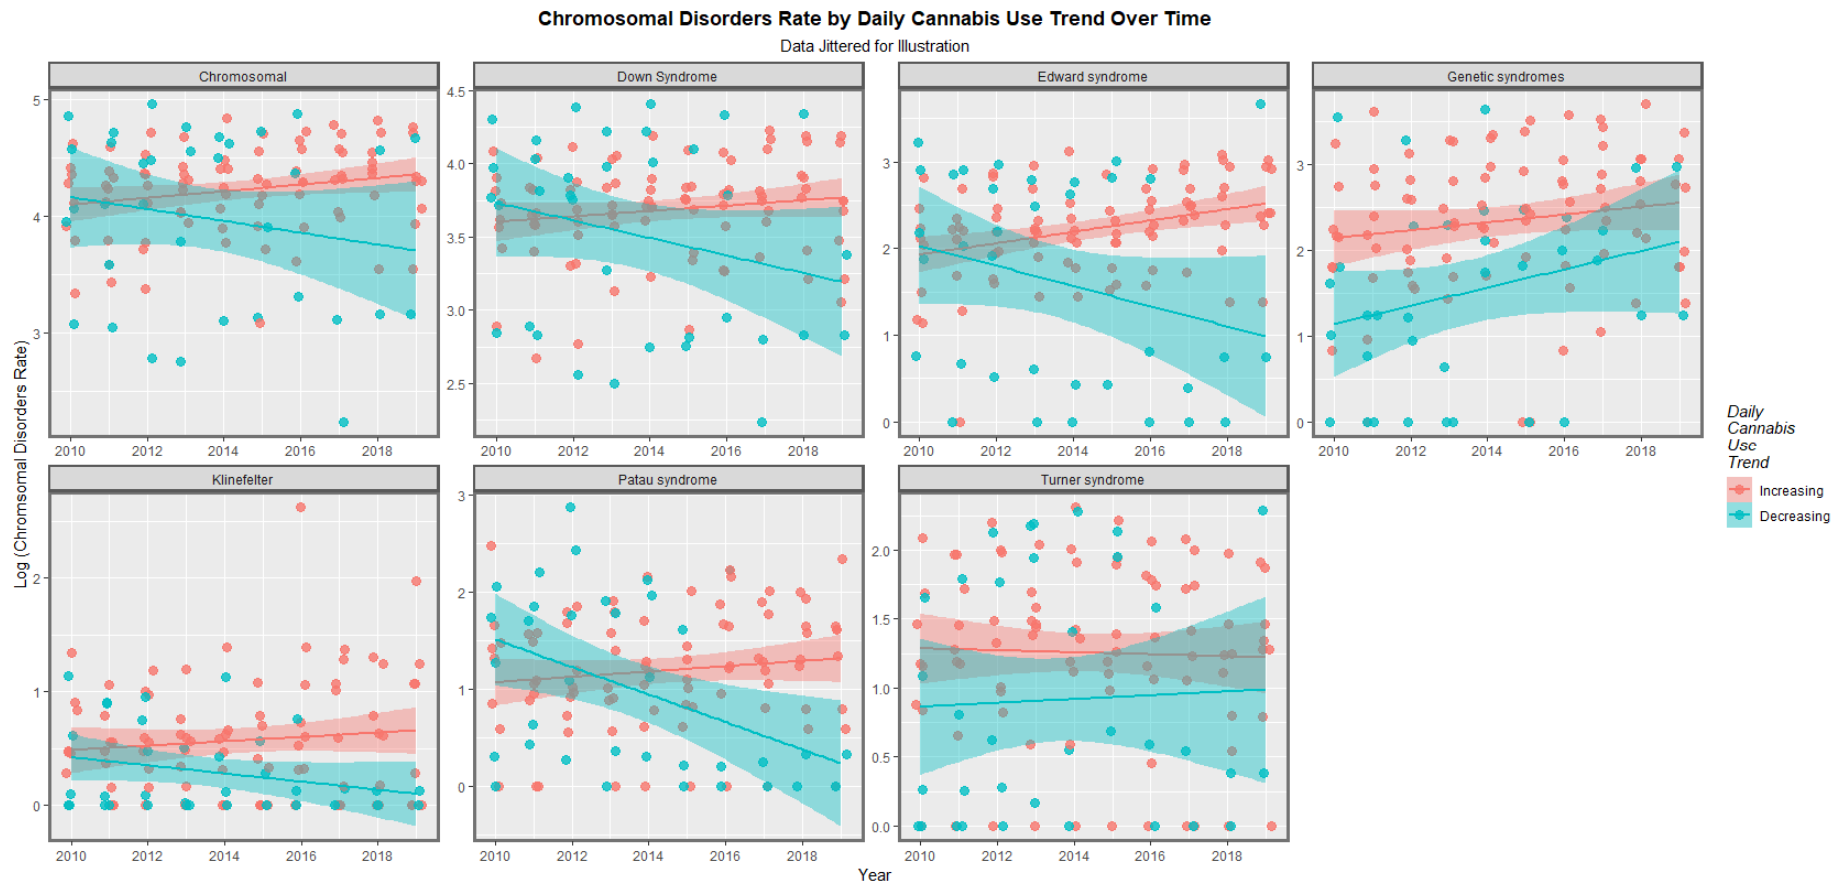 Chromosomal Disorders Rate by Daily Cannabis Use Trend Over Time
Data Jittered for Illustration
Chromosomal
Down Syndrome
Edward syndrome
Genetic syndromes
5
4
3
4.5
4.0
3.5
3.0
2.5
3
2
1
0
3
2
1
0
2010 2012 2014 2016 2018
2010 2012 2014 2016 2018
2010 2012 2014 2016 2018
2010 2012 2014 2016 2018
Log (Chromsomal Disorders Rate)
Klinefelter
Patau syndrome
Turner syndrome
2
1
0
3
2
1
0
2.0
1.5
1.0
0.5
0.0
2010 2012 2014 2016 2018
2010 2012 2014 2016 2018
2010 2012 2014 2016 2018
Year
Daily
Cannabis
Use
Trend
Increasing
Decreasing